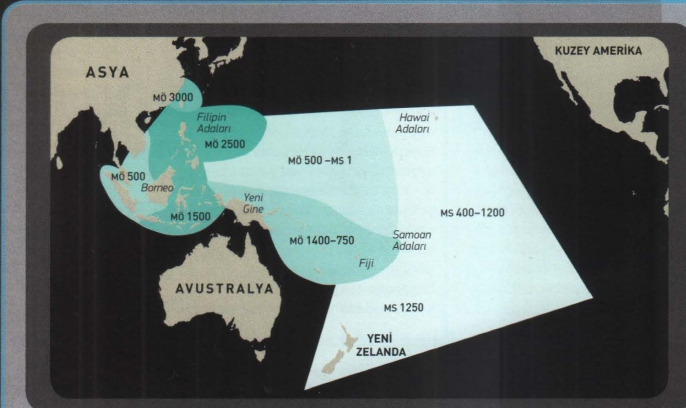 KUZEY AMERİKA
ASYA
MÖ 3000
Filipin
Adaları
Hawai
Adaları
MÖ 2500
MÖ 500 –MS 1
MÖ 500
Borneo
Yeni
Gine
MÖ 1500
MS 400–1200
MÖ 1400–750
Samoan
Adaları
Fiji
AVUSTRALYA
MS 1250
YENİ
ZELANDA